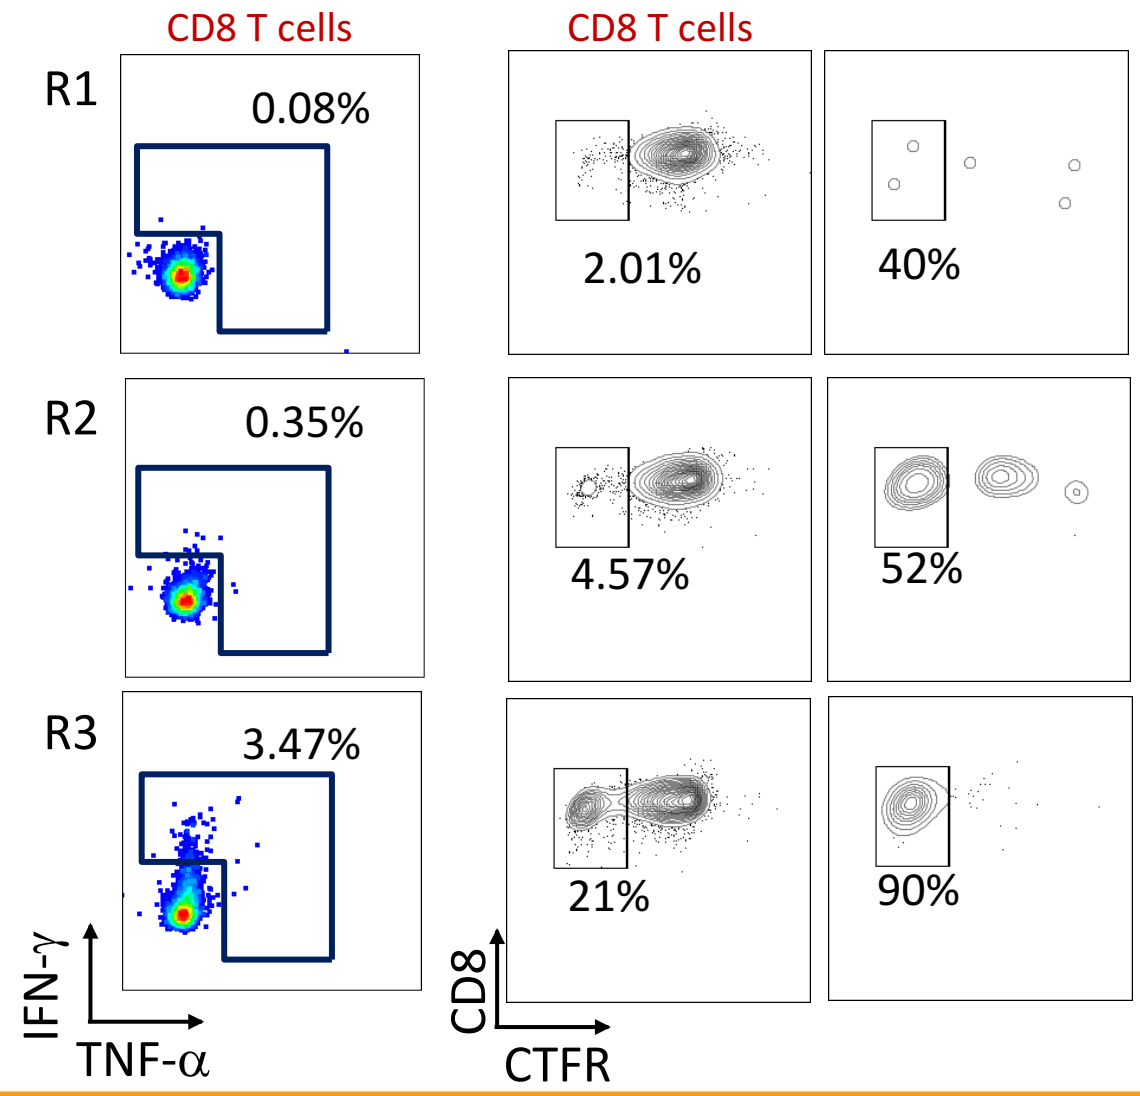 CD8 T cells
CD8 T cells
R1
0.08%
2.01%
40%
R2
0.35%
4.57%
52%
R3
3.47%
21%
90%
IFN-γ
TNF-α
CD8
CTFR